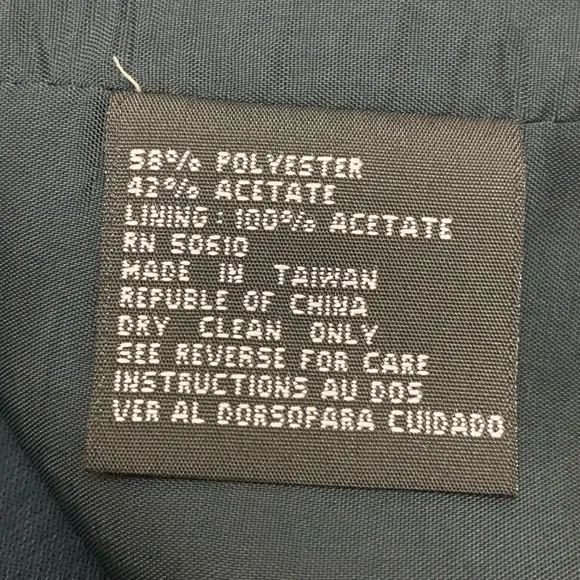 58% POLYESTER
42% ACETATE
LINING: 100% ACETATE
RN 50610
MADE IN TAIWAN
REPUBLE OF CHINA
DRY CLEAN ONLY
SEE REVERSE FOR CARE
INSTRUCTIONS AU DOS
VER AL DORSOPARA CUIDADO